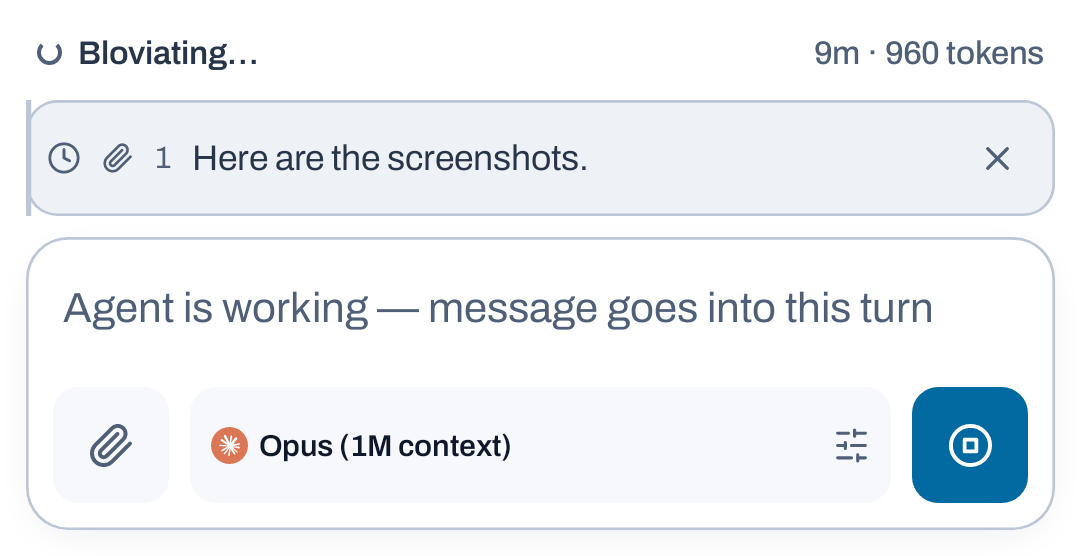 Bloviating... 9m · 960 tokens
1 Here are the screenshots.
Agent is working — message goes into this turn
Opus (1M context)